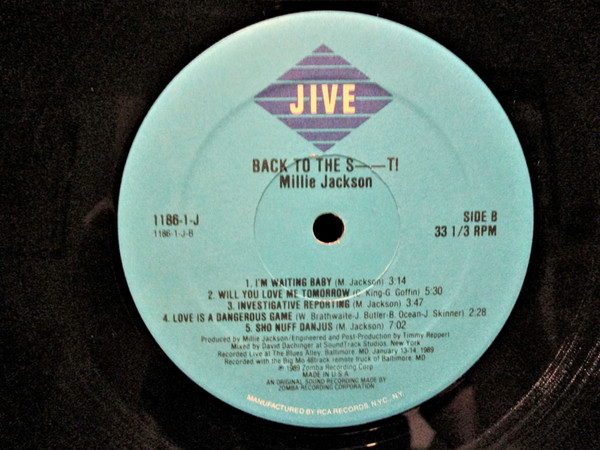 JIVE
BACK TO THE S——T!
Millie Jackson
1186-1-J
1186-1-J-B
SIDE B
33 1/3 RPM
1. I'M WAITING BABY (M. Jackson) 3:14
2. WILL YOU LOVE ME TOMORROW (C. King-G. Goffin) 5:30
3. INVESTIGATIVE REPORTING (M. Jackson) 3:47
4. LOVE IS A DANGEROUS GAME (W. Brathwaite-J. Butler-B. Ocean-J. Skinner) 2:28
5. SHO NUFF DANJUS (M. Jackson) 7:02
Produced by Millie Jackson/Engineered and Post-Production by Timmy Reppert
Mixed by David Dachinger at SoundTrack Studios, New York
Recorded Live at The Blues Alley, Baltimore, MD, January 13-14, 1989
Recorded with the Big Mo 48track remote truck of Baltimore, MD
℗ 1989 Zomba Recording Corp
MADE IN U.S.A.
AN ORIGINAL SOUND RECORDING MADE BY
ZOMBA RECORDING CORPORATION
MANUFACTURED BY RCA RECORDS, N.Y.C., N.Y.